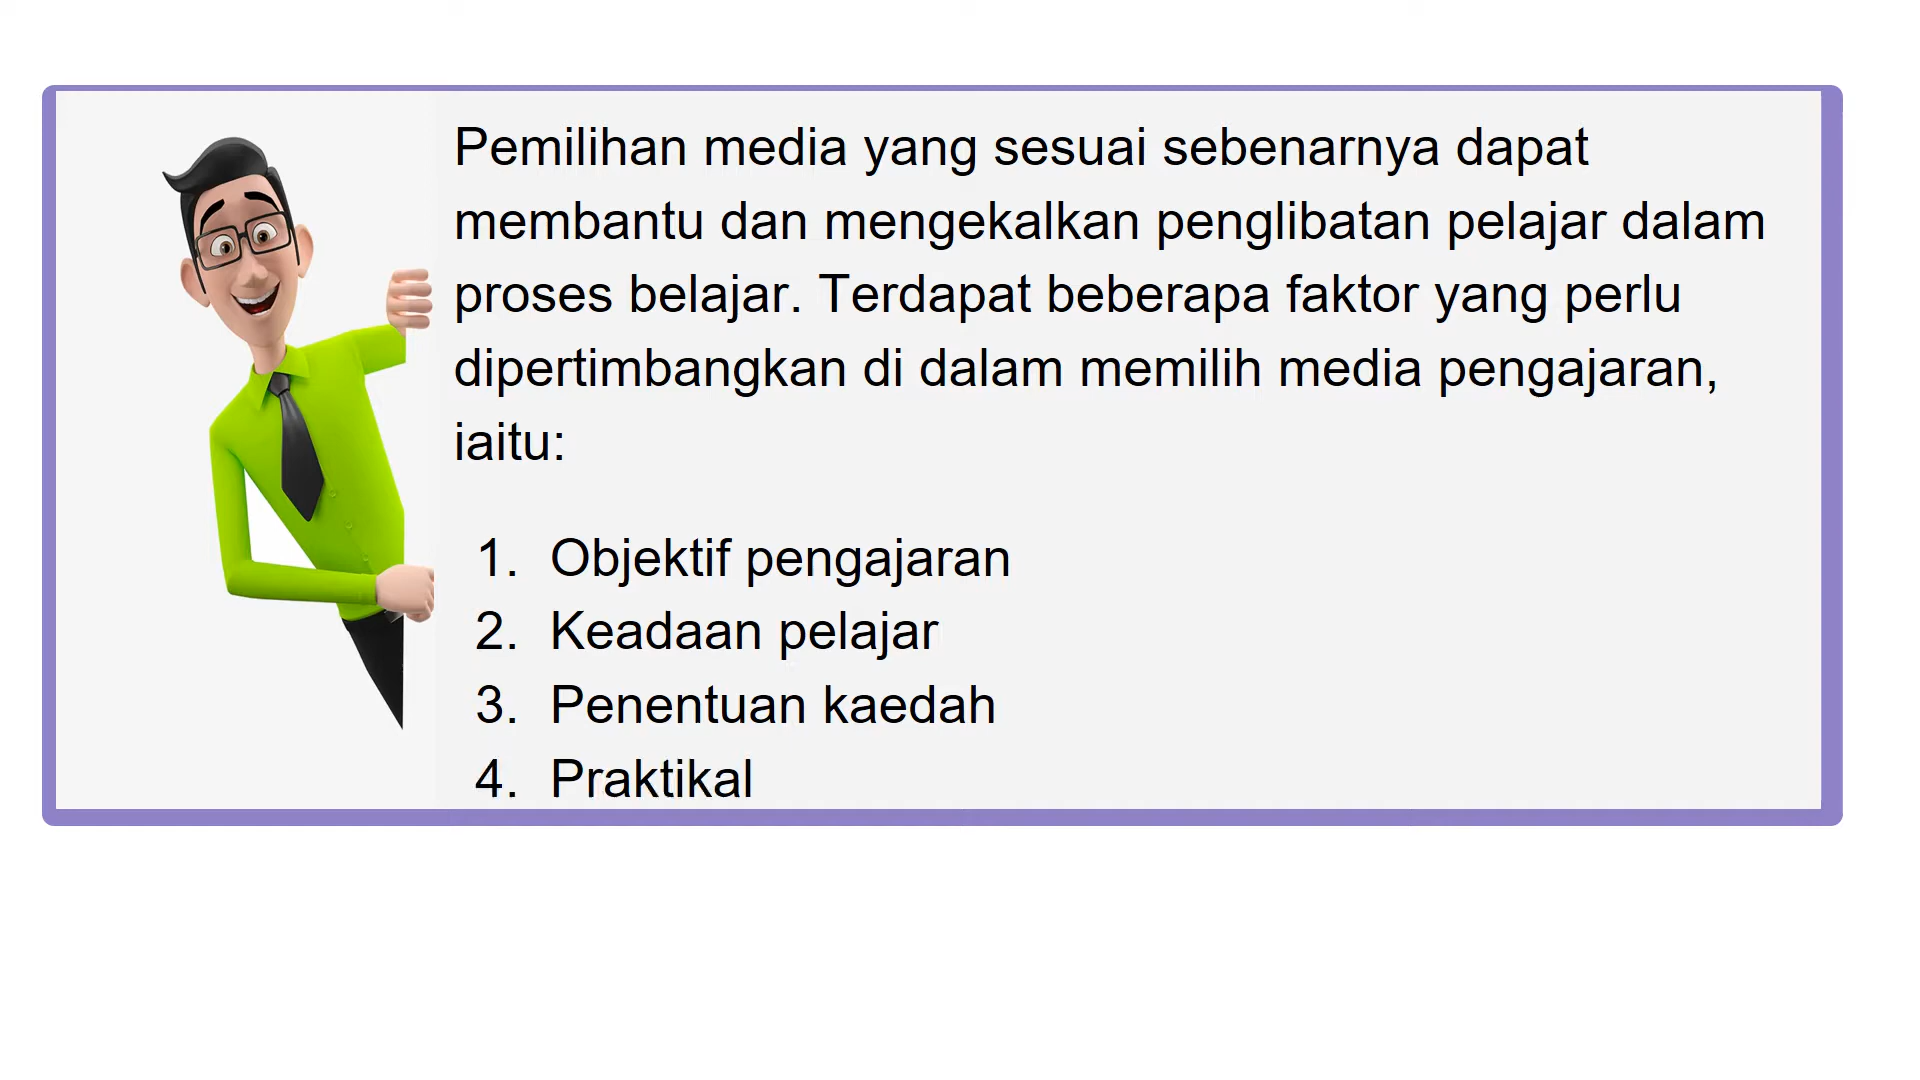 Pemilihan media yang sesuai sebenarnya dapat
membantu dan mengekalkan penglibatan pelajar dalam
proses belajar. Terdapat beberapa faktor yang perlu
dipertimbangkan di dalam memilih media pengajaran,
iaitu:
1. Objektif pengajaran
2. Keadaan pelajar
3. Penentuan kaedah
4. Praktikal